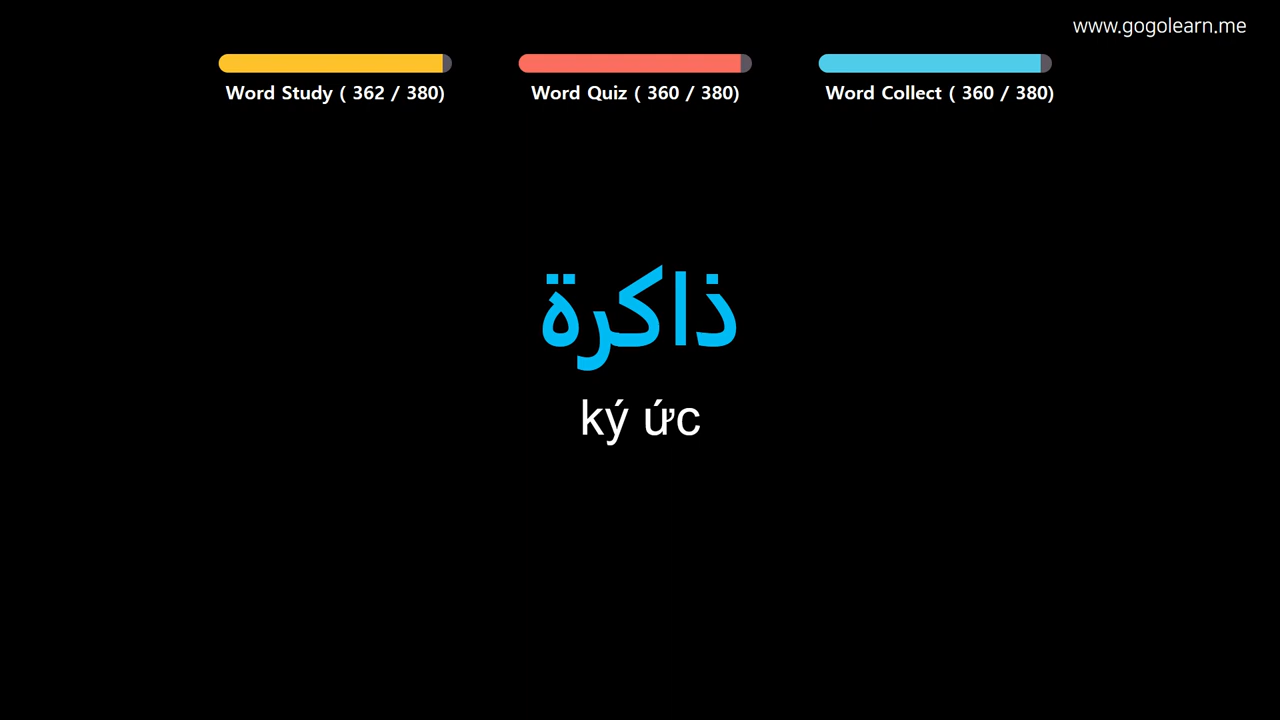 www.gogolearn.me
Word Study ( 362 / 380)
Word Quiz ( 360 / 380)
Word Collect ( 360 / 380)
ذاكرة
ký ức